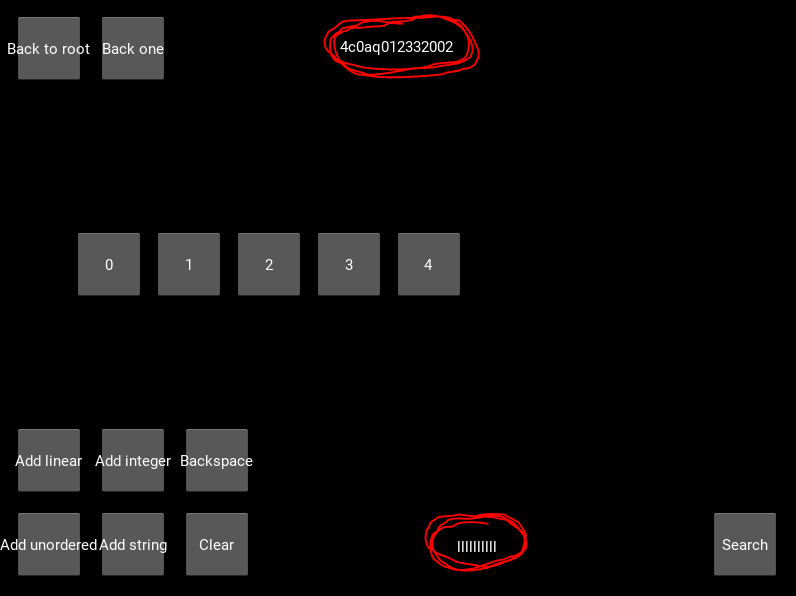 Back to root Back one 4c0aq012332002
0 1 2 3 4
Add linear Add integer Backspace
Add unordered Add string Clear llllllllll Search